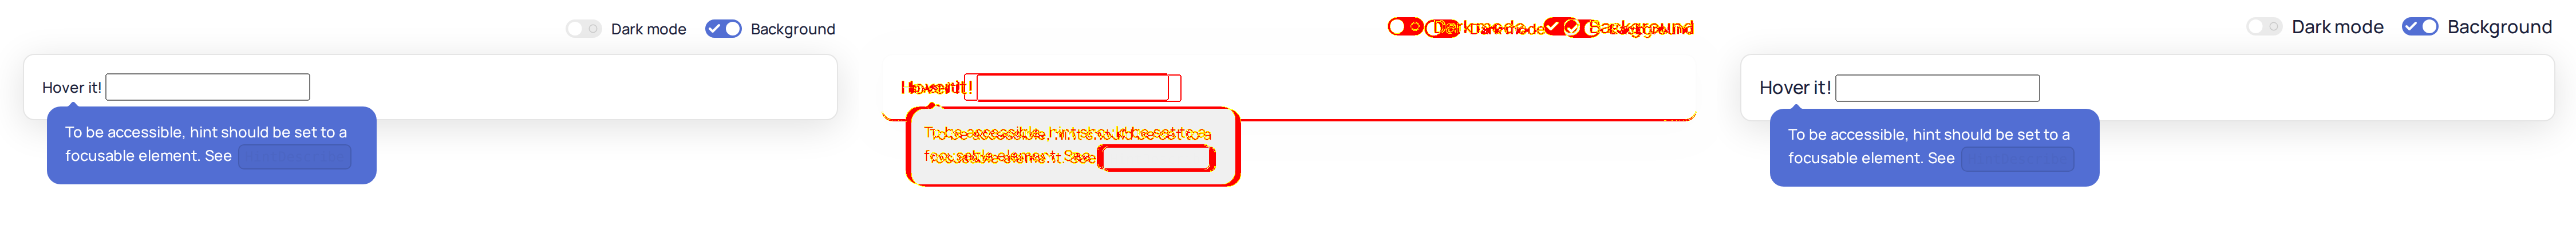 Dark mode Background
Hover it!
To be accessible, hint should be set to a
focusable element. See
Dark mode Background
Hover it!
To be accessible, hint should be set to a
focusable element. See
Dark mode Background
Hover it!
To be accessible, hint should be set to a
focusable element. See